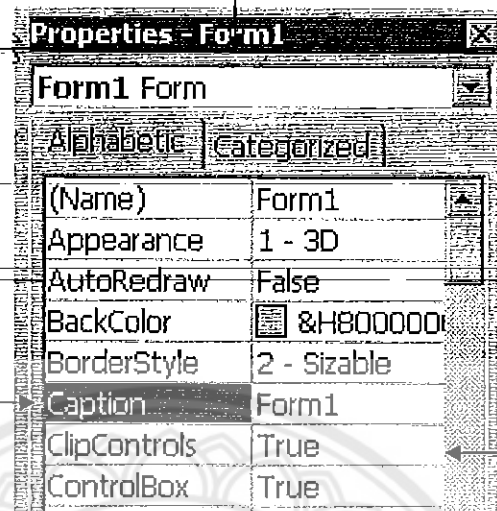 Properties - Form1
Form1 Form
Alphabetic Categorized
(Name) Form1
Appearance 1 - 3D
AutoRedraw False
BackColor &H800000
BorderStyle 2 - Sizable
Caption Form1
ClipControls True
ControlBox True